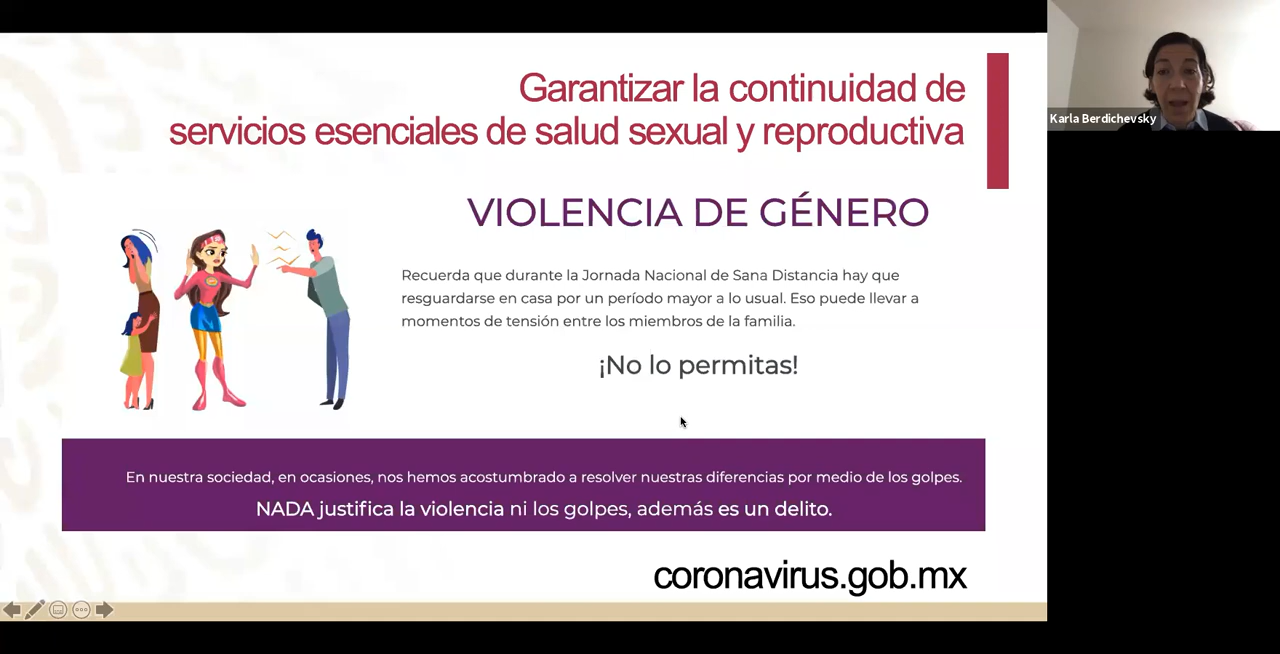 Garantizar la continuidad de
servicios esenciales de salud sexual y reproductiva
Karla Berdichevsky
VIOLENCIA DE GÉNERO
Recuerda que durante la Jornada Nacional de Sana Distancia hay que
resguardarse en casa por un período mayor a lo usual. Eso puede llevar a
momentos de tensión entre los miembros de la familia.
¡No lo permitas!
En nuestra sociedad, en ocasiones, nos hemos acostumbrado a resolver nuestras diferencias por medio de los golpes.
NADA justifica la violencia ni los golpes, además es un delito.
coronavirus.gob.mx